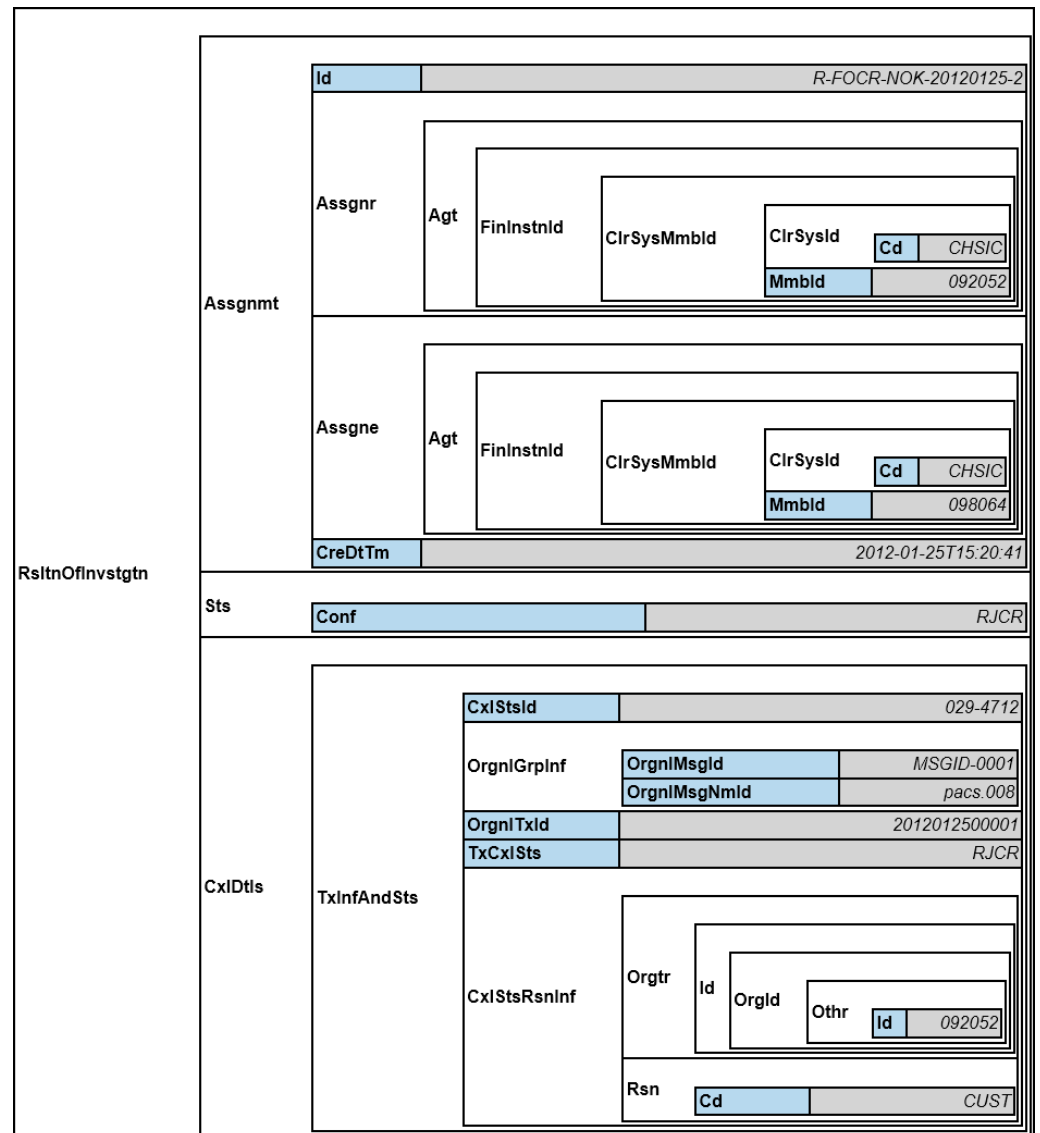 Id R-FOCR-NOK-20120125-2
Assgnr Agt FinInstnId ClrSysMmbId ClrSysId
Cd CHSIC
MmbId 092052
Assgnmt
Assgne Agt FinInstnId ClrSysMmbId ClrSysId
Cd CHSIC
MmbId 098064
CreDtTm 2012-01-25T15:20:41
RsltnOfInvstgtn
Sts
Conf RJCR
CxlStsId 029-4712
OrgnlGrpInf
OrgnlMsgId MSGID-0001
OrgnlMsgNmId pacs.008
OrgnlTxId 2012012500001
TxCxlSts RJCR
CxlDtls TxInfAndSts
CxlStsRsnInf Orgtr Id OrgId Othr
Id 092052
Rsn
Cd CUST